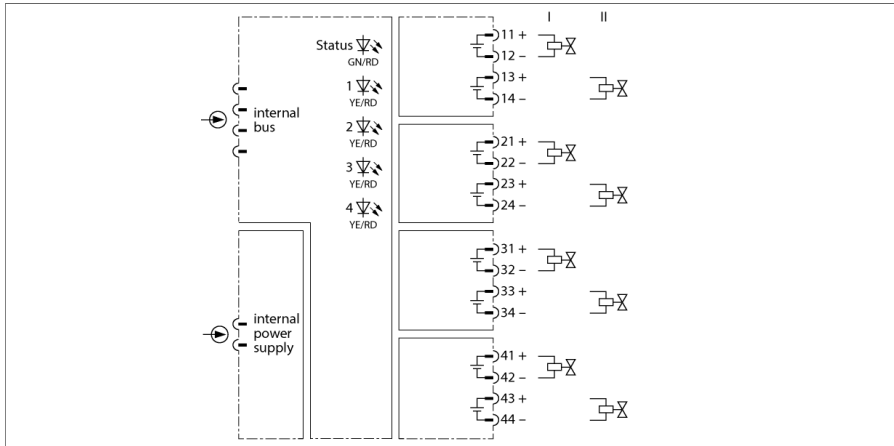 I II
Status
GN/RD
1
YE/RD
2
YE/RD
3
YE/RD
4
YE/RD
internal
bus
internal
power
supply
11 +
12 –
13 +
14 –
21 +
22 –
23 +
24 –
31 +
32 –
33 +
34 –
41 +
42 –
43 +
44 –